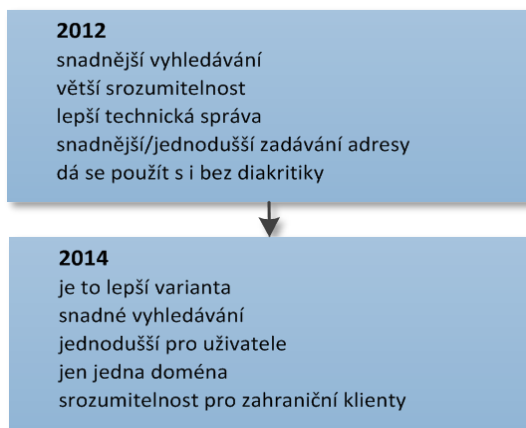 2012
snadnější vyhledávání
větší srozumitelnost
lepší technická správa
snadnější/jednodušší zadávání adresy
dá se použít s i bez diakritiky
2014
je to lepší varianta
snadné vyhledávání
jednodušší pro uživatele
jen jedna doména
srozumitelnost pro zahraniční klienty